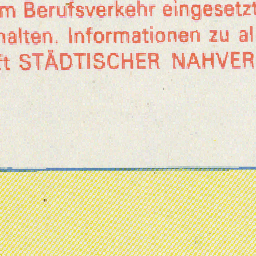 m Berufsverkehr eingesetzt
halten. Informationen zu al
ft STÄDTISCHER NAHVER